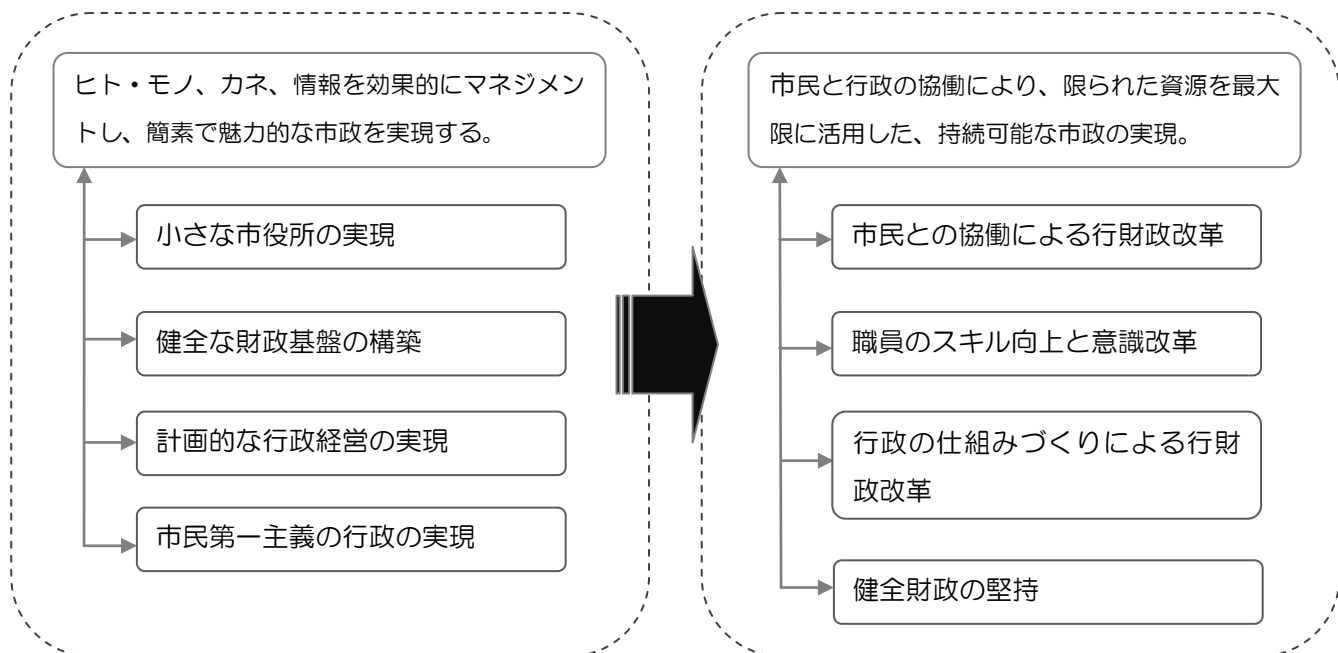 ヒト・モノ、カネ、情報を効果的にマネジメン
トし、簡素で魅力的な市政を実現する。
小さな市役所の実現
健全な財政基盤の構築
計画的な行政経営の実現
市民第一主義の行政の実現
市民と行政の協働により、限られた資源を最大
限に活用した、持続可能な市政の実現。
市民との協働による行財政改革
職員のスキル向上と意識改革
行政の仕組みづくりによる行財
政改革
健全財政の堅持